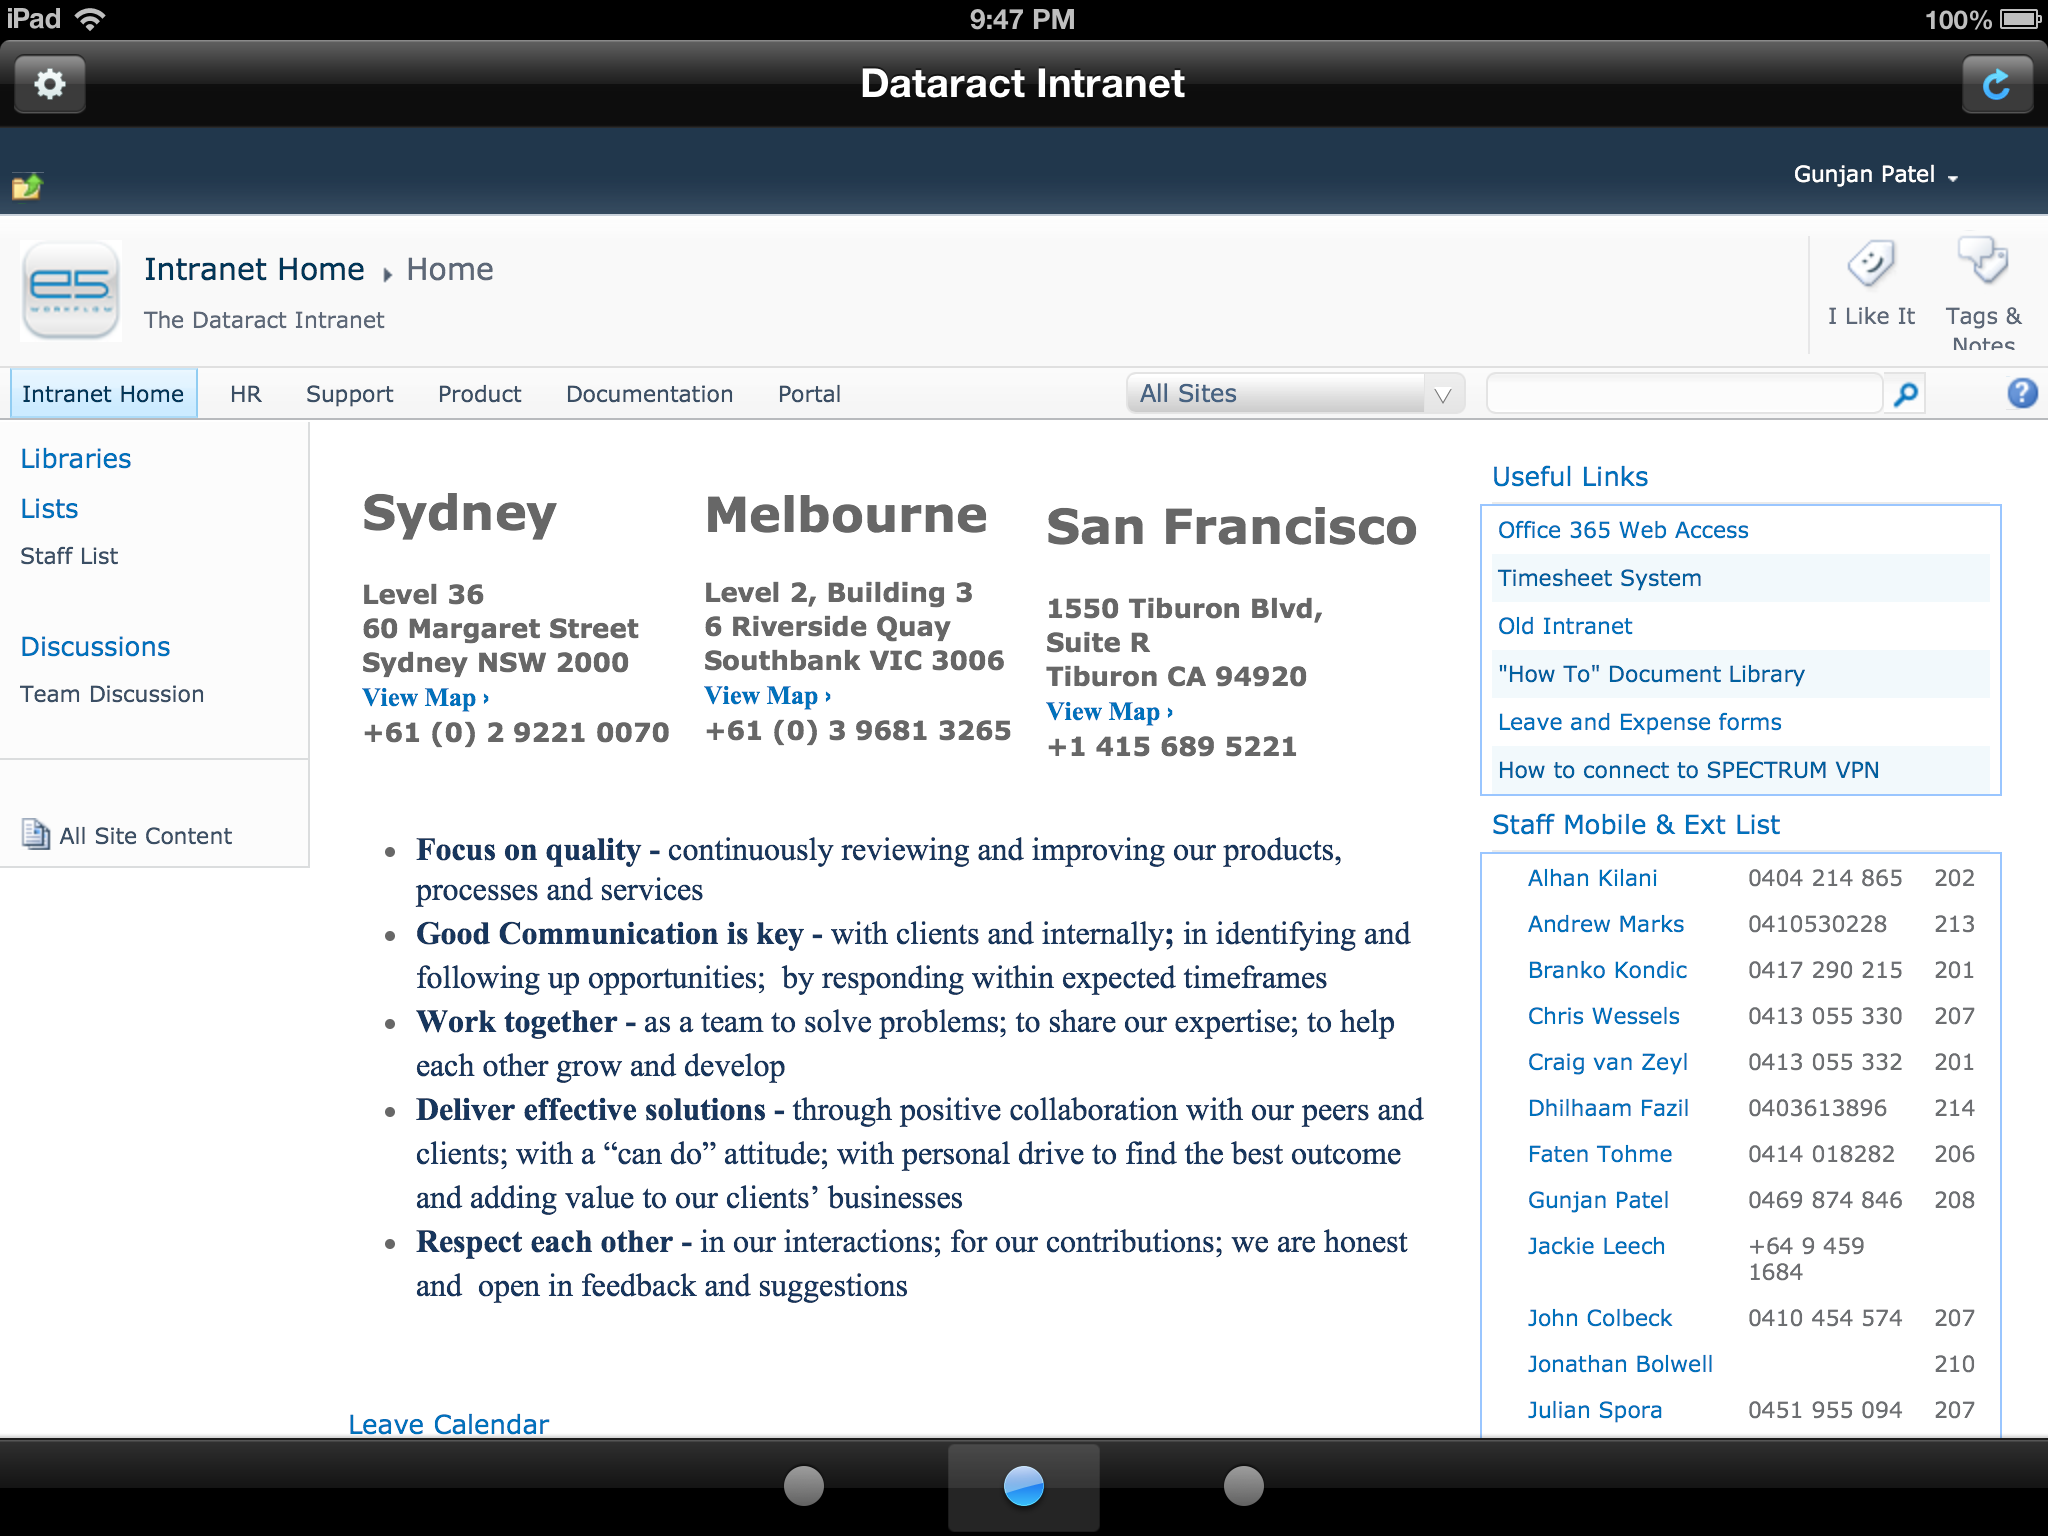 iPad 9:47 PM 100%
Dataract Intranet
Gunjan Patel
e5
WORKFLOW
Intranet Home Home
The Dataract Intranet
I Like It
Tags &
Notes
Intranet Home HR Support Product Documentation Portal All Sites
Libraries
Lists
Staff List
Discussions
Team Discussion
All Site Content
Sydney
Level 36
60 Margaret Street
Sydney NSW 2000
View Map ›
+61 (0) 2 9221 0070
Melbourne
Level 2, Building 3
6 Riverside Quay
Southbank VIC 3006
View Map ›
+61 (0) 3 9681 3265
San Francisco
1550 Tiburon Blvd,
Suite R
Tiburon CA 94920
View Map ›
+1 415 689 5221
• Focus on quality - continuously reviewing and improving our products,
processes and services
• Good Communication is key - with clients and internally; in identifying and
following up opportunities;  by responding within expected timeframes
• Work together - as a team to solve problems; to share our expertise; to help
each other grow and develop
• Deliver effective solutions - through positive collaboration with our peers and
clients; with a “can do” attitude; with personal drive to find the best outcome
and adding value to our clients’ businesses
• Respect each other - in our interactions; for our contributions; we are honest
and  open in feedback and suggestions
Leave Calendar
Useful Links
Office 365 Web Access
Timesheet System
Old Intranet
"How To" Document Library
Leave and Expense forms
How to connect to SPECTRUM VPN
Staff Mobile & Ext List
Alhan Kilani 0404 214 865 202
Andrew Marks 0410530228 213
Branko Kondic 0417 290 215 201
Chris Wessels 0413 055 330 207
Craig van Zeyl 0413 055 332 201
Dhilhaam Fazil 0403613896 214
Faten Tohme 0414 018282 206
Gunjan Patel 0469 874 846 208
Jackie Leech +64 9 459
1684
John Colbeck 0410 454 574 207
Jonathan Bolwell 210
Julian Spora 0451 955 094 207